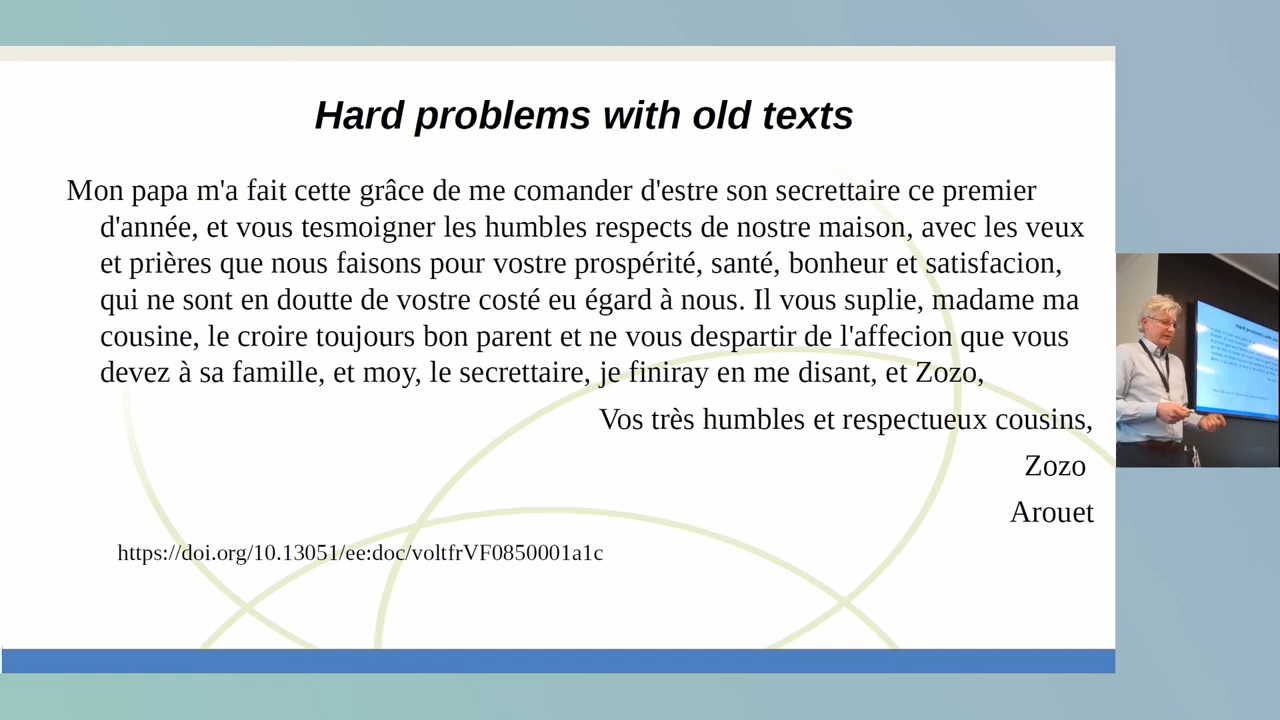 Hard problems with old texts
Mon papa m'a fait cette grâce de me comander d'estre son secrettaire ce premier
d'année, et vous tesmoigner les humbles respects de nostre maison, avec les veux
et prières que nous faisons pour vostre prospérité, santé, bonheur et satisfacion,
qui ne sont en doutte de vostre costé eu égard à nous. Il vous suplie, madame ma
cousine, le croire toujours bon parent et ne vous despartir de l'affecion que vous
devez à sa famille, et moy, le secrettaire, je finiray en me disant, et Zozo,
Vos très humbles et respectueux cousins,
Zozo
Arouet
https://doi.org/10.13051/ee:doc/voltfrVF0850001a1c